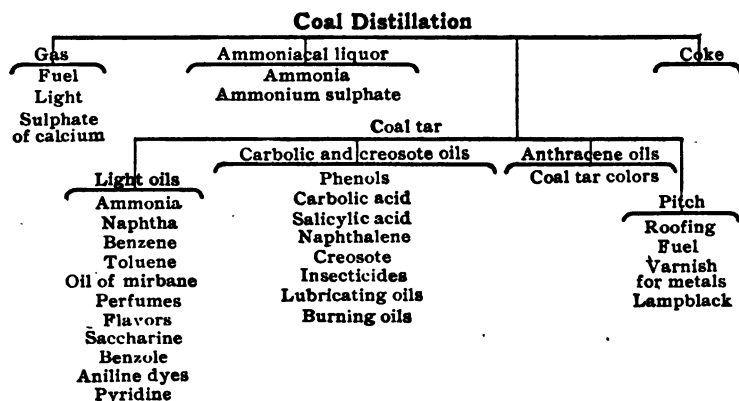 Coal Distillation
Gas
Fuel
Light
Sulphate
of calcium
Ammoniacal liquor
Ammonia
Ammonium sulphate
Coke
Coal tar
Light oils
Ammonia
Naphtha
Benzene
Toluene
Oil of mirbane
Perfumes
Flavors
Saccharine
Benzole
Aniline dyes
Pyridine
Carbolic and creosote oils
Phenols
Carbolic acid
Salicylic acid
Naphthalene
Creosote
Insecticides
Lubricating oils
Burning oils
Anthracene oils
Coal tar colors
Pitch
Roofing
Fuel
Varnish
for metals
Lampblack